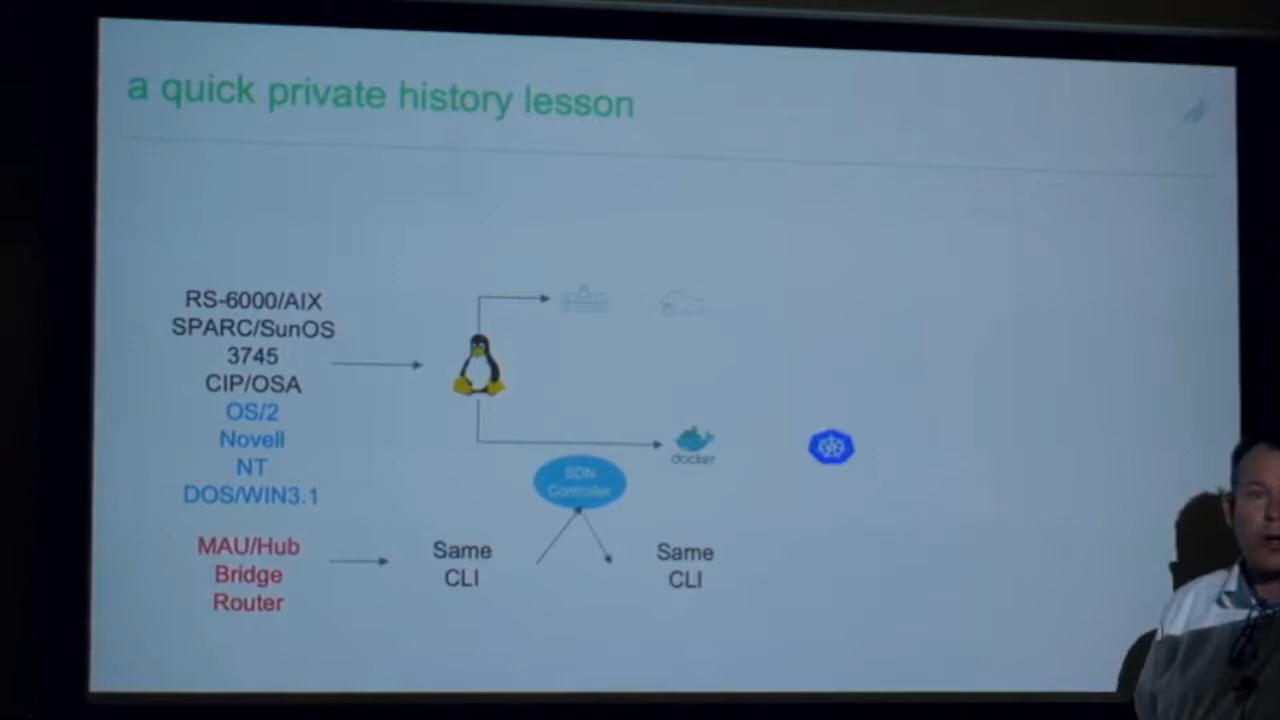 a quick private history lesson
RS-6000/AIX
SPARC/SunOS
3745
CIP/OSA
OS/2
Novell
NT
DOS/WIN3.1
docker
SDN
Controller
MAU/Hub
Bridge
Router
Same
CLI
Same
CLI